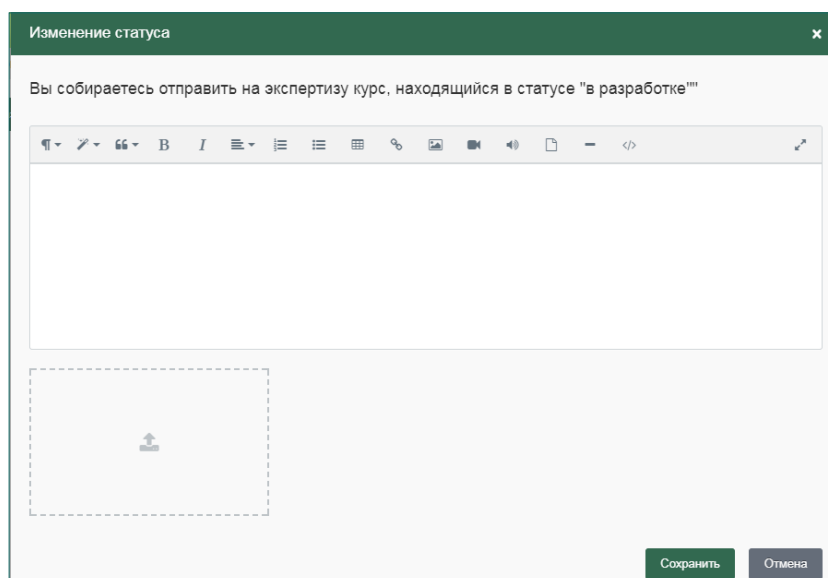 Изменение статуса
Вы собираетесь отправить на экспертизу курс, находящийся в статусе "в разработке""
Сохранить Отмена